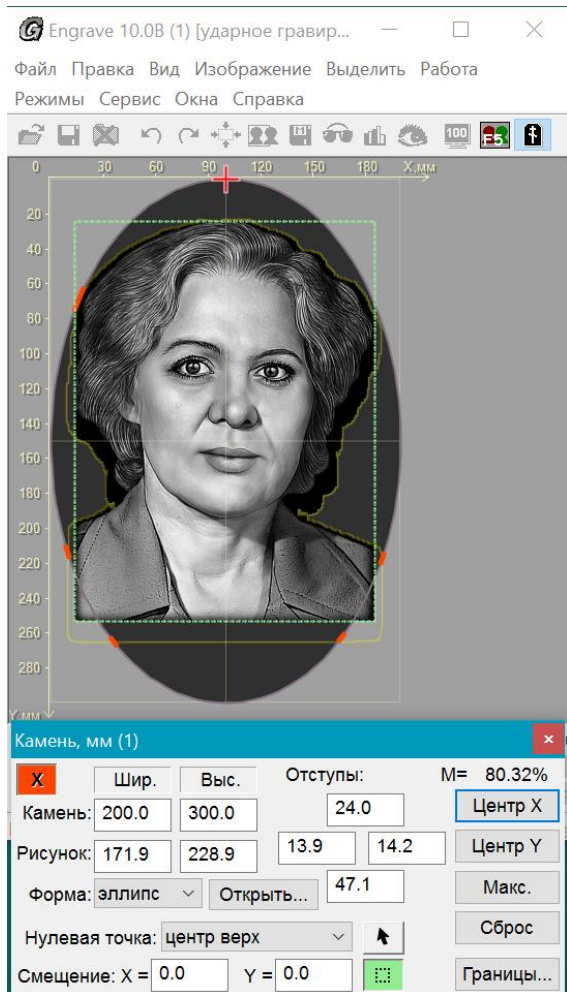 Engrave 10.0B (1) [ударное гравир...
Файл Правка Вид Изображение Выделить Работа
Режимы Сервис Окна Справка
100 F5
0 30 60 90 120 150 180 X,мм
20
40
60
80
100
120
140
160
180
200
220
240
260
280
Y,мм
Камень, мм (1)
X Шир. Выс. Отступы: M= 80.32%
Камень: 200.0 300.0 24.0 Центр X
Рисунок: 171.9 228.9 13.9 14.2 Центр Y
Форма: эллипс Открыть... 47.1 Макс.
Нулевая точка: центр верх Сброс
Смещение: X = 0.0 Y = 0.0 Границы...